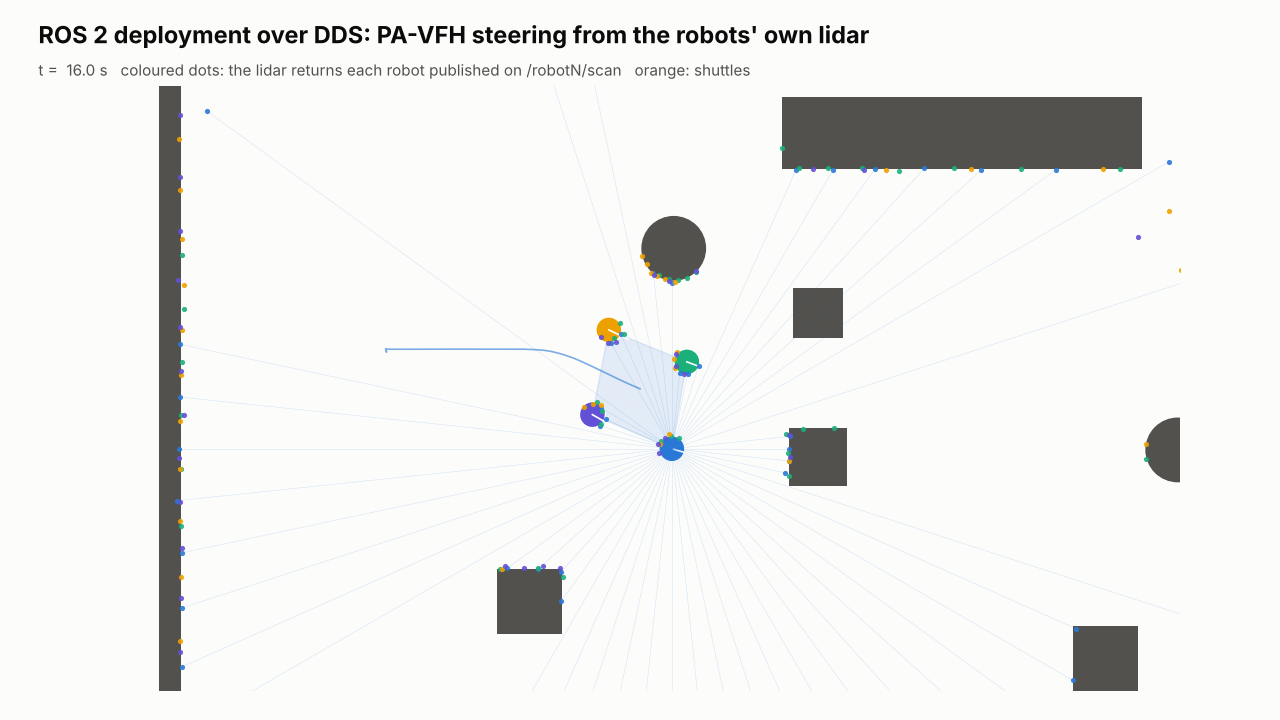 ROS 2 deployment over DDS: PA-VFH steering from the robots' own lidar
t =  16.0 s   coloured dots: the lidar returns each robot published on /robotN/scan   orange: shuttles